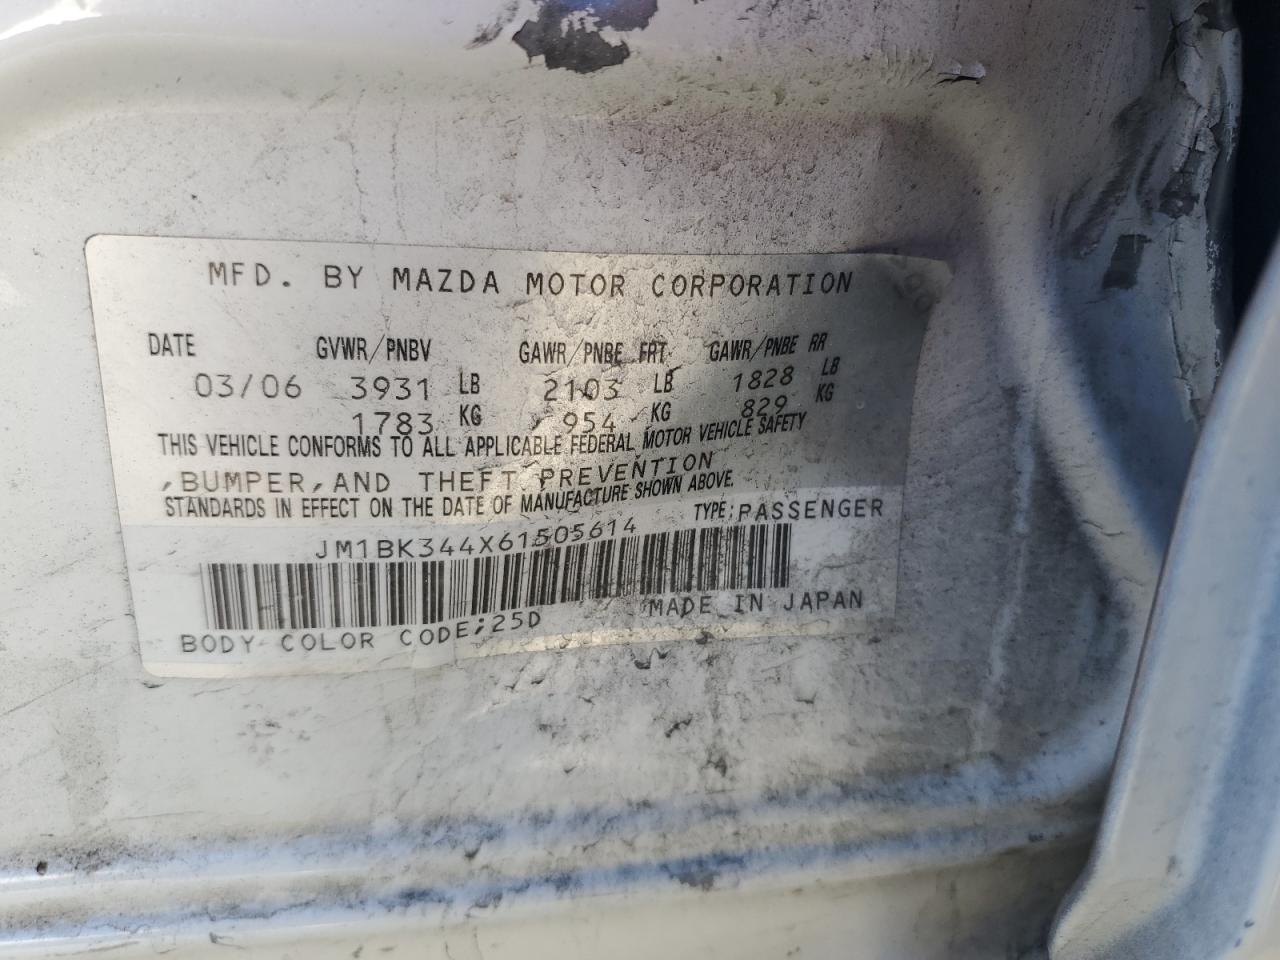 MFD. BY MAZDA MOTOR CORPORATION
DATE GVWR/PNBV GAWR/PNBE FRT GAWR/PNBE RR
03/06 3931 LB 2103 LB 1828 LB
1783 KG 954 KG 829 KG
THIS VEHICLE CONFORMS TO ALL APPLICABLE FEDERAL MOTOR VEHICLE SAFETY
,BUMPER,AND THEFT PREVENTION
STANDARDS IN EFFECT ON THE DATE OF MANUFACTURE SHOWN ABOVE.
TYPE:PASSENGER
JM1BK344X61505614
MADE IN JAPAN
BODY COLOR CODE;25D